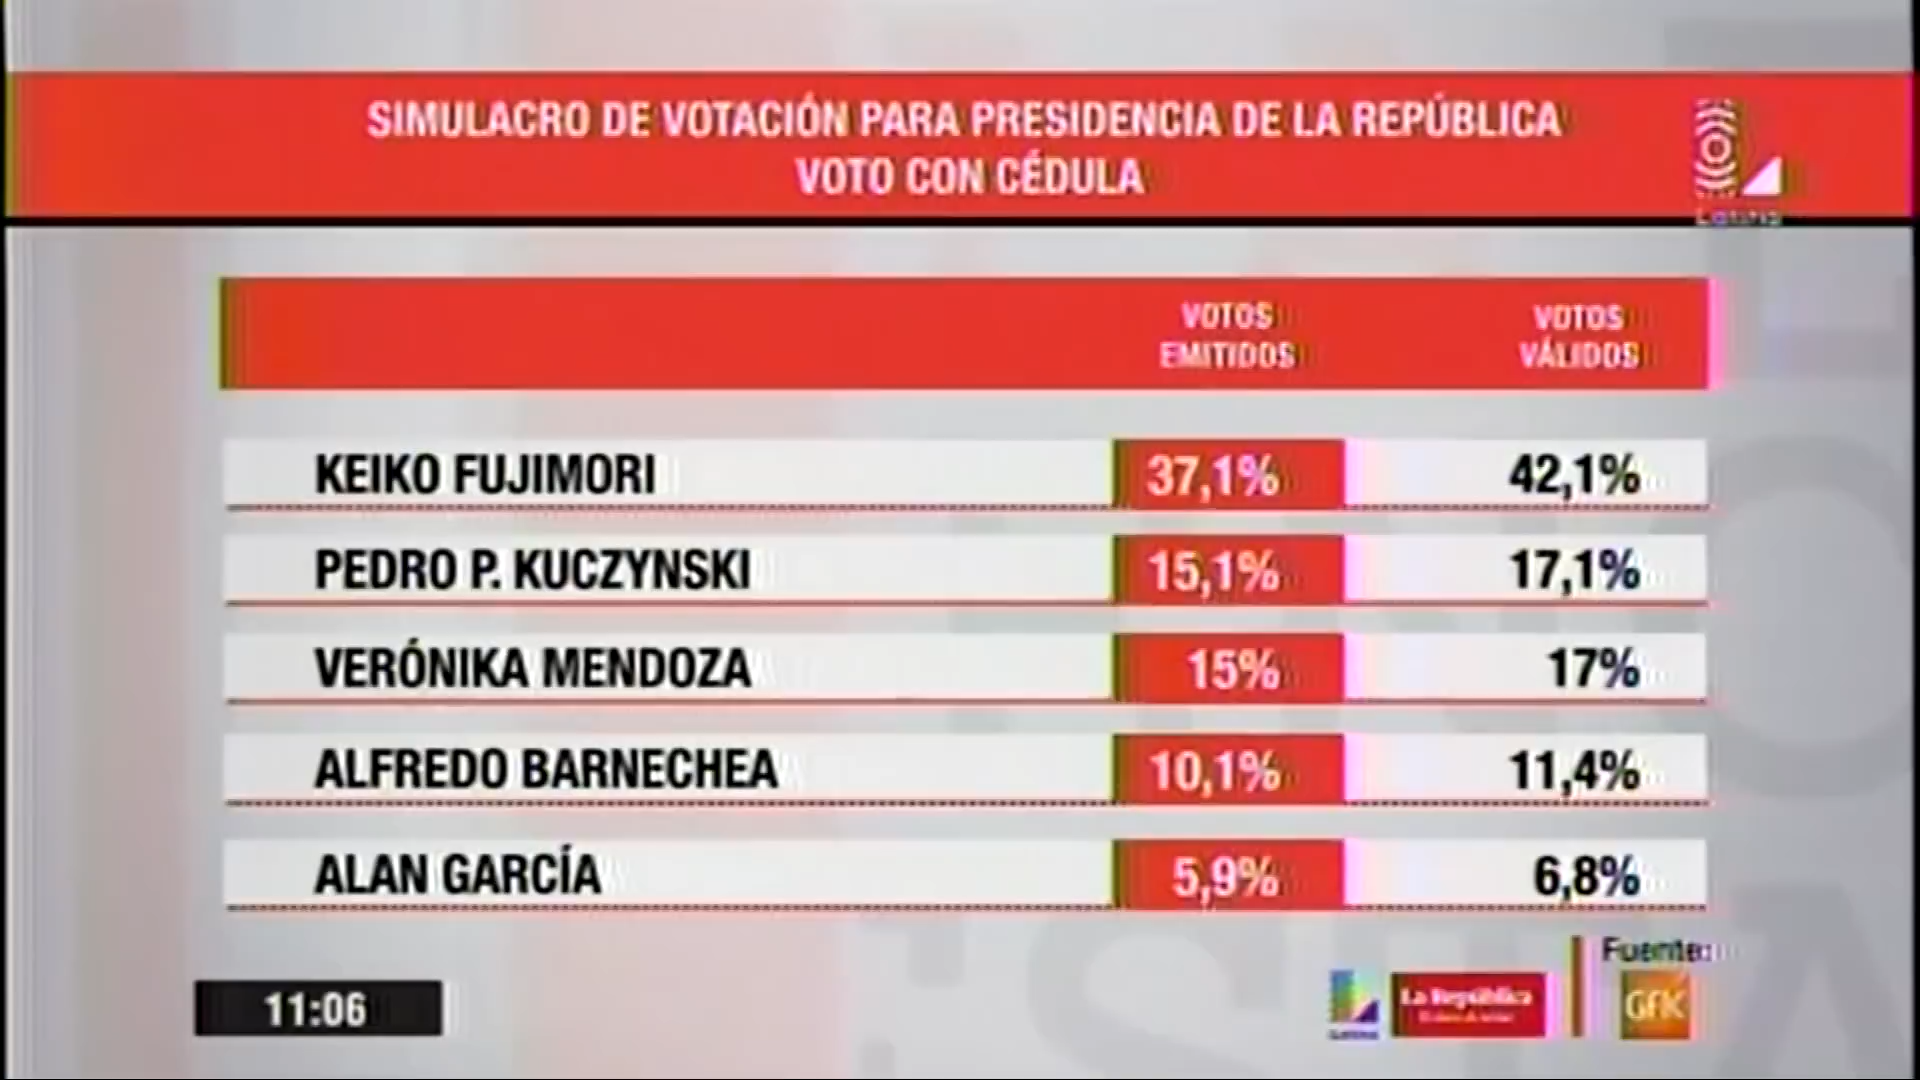 SIMULACRO DE VOTACIÓN PARA PRESIDENCIA DE LA REPÚBLICA
VOTO CON CÉDULA
Latina
VOTOS EMITIDOS
VOTOS VÁLIDOS
KEIKO FUJIMORI 37,1% 42,1%
PEDRO P. KUCZYNSKI 15,1% 17,1%
VERÓNIKA MENDOZA 15% 17%
ALFREDO BARNECHEA 10,1% 11,4%
ALAN GARCÍA 5,9% 6,8%
Fuente:
11:06
Latina
La República
GFK